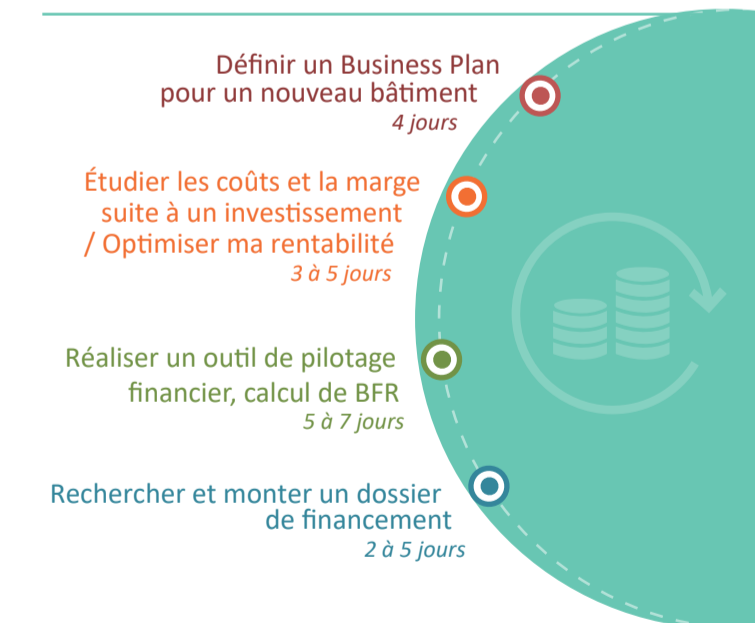 Définir un Business Plan
pour un nouveau bâtiment
4 jours
Étudier les coûts et la marge
suite à un investissement
/ Optimiser ma rentabilité
3 à 5 jours
Réaliser un outil de pilotage
financier, calcul de BFR
5 à 7 jours
Rechercher et monter un dossier
de financement
2 à 5 jours